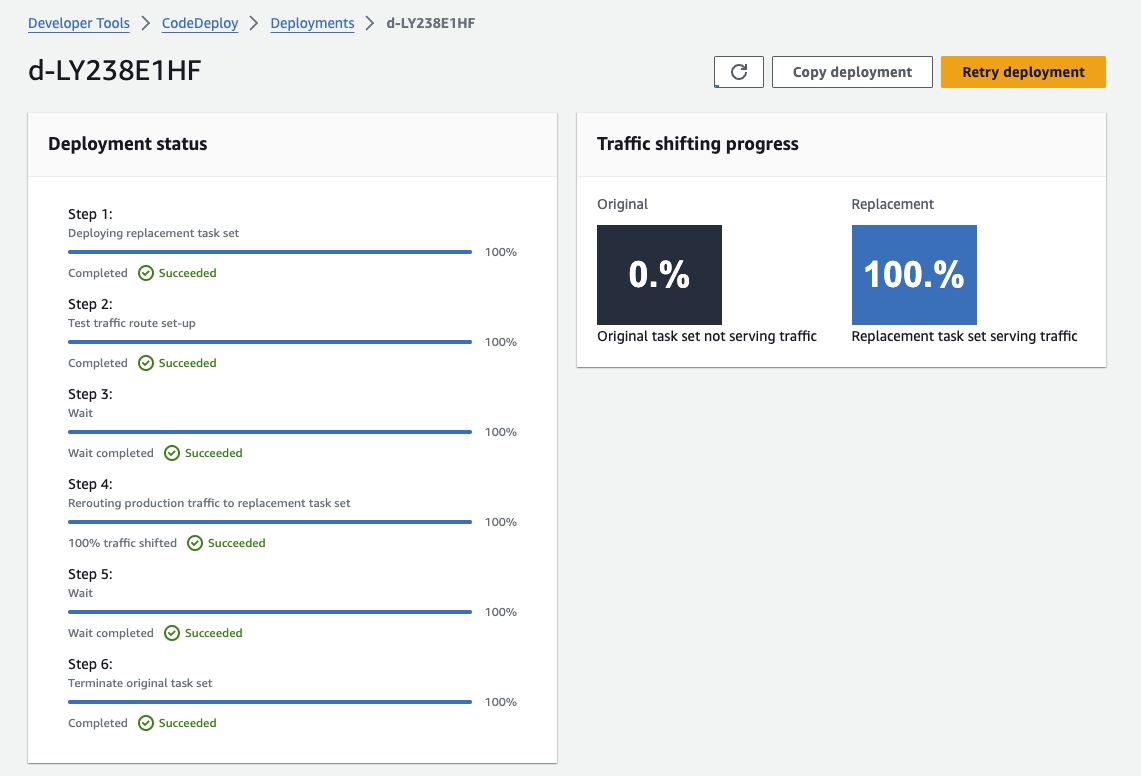 Developer Tools > CodeDeploy > Deployments > d-LY238E1HF
d-LY238E1HF
Copy deployment
Retry deployment
Deployment status
Step 1:
Deploying replacement task set
100%
Completed Succeeded
Step 2:
Test traffic route set-up
100%
Completed Succeeded
Step 3:
Wait
100%
Wait completed Succeeded
Step 4:
Rerouting production traffic to replacement task set
100%
100% traffic shifted Succeeded
Step 5:
Wait
100%
Wait completed Succeeded
Step 6:
Terminate original task set
100%
Completed Succeeded
Traffic shifting progress
Original
0.%
Original task set not serving traffic
Replacement
100.%
Replacement task set serving traffic